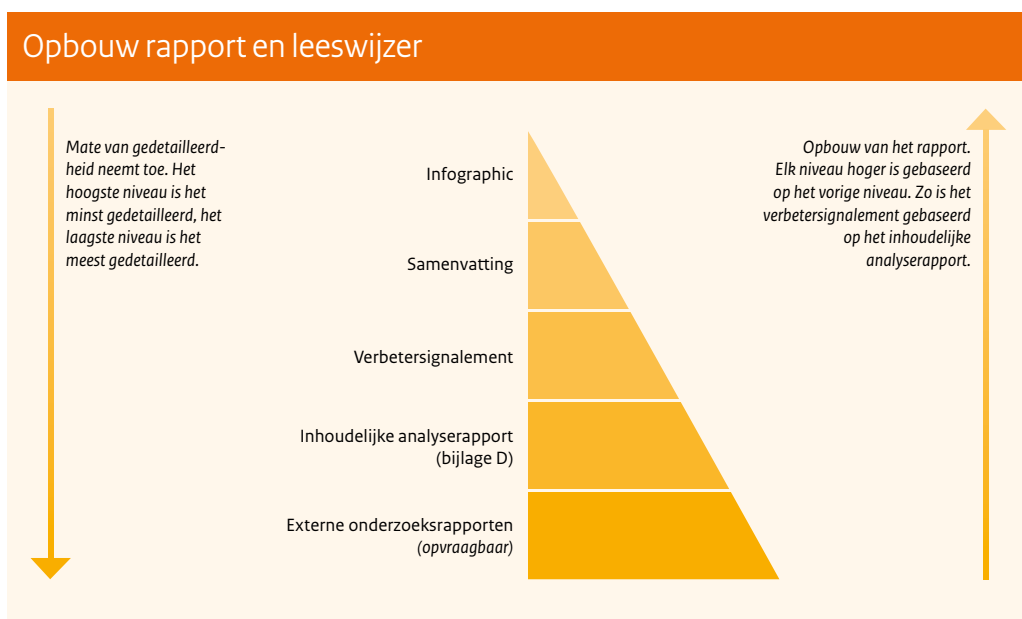 Opbouw rapport en leeswijzer
Mate van gedetailleerd-
heid neemt toe. Het
hoogste niveau is het
minst gedetailleerd, het
laagste niveau is het
meest gedetailleerd.
Infographic
Samenvatting
Verbetersignalement
Inhoudelijke analyserapport
(bijlage D)
Externe onderzoeksrapporten
(opvraagbaar)
Opbouw van het rapport.
Elk niveau hoger is gebaseerd
op het vorige niveau. Zo is het
verbetersignalement gebaseerd
op het inhoudelijke
analyserapport.